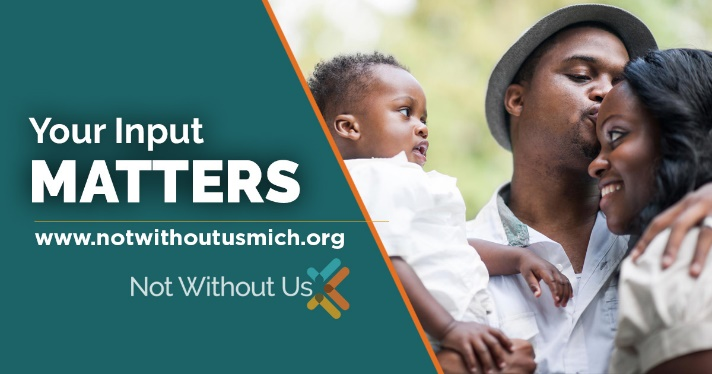 Your Input
MATTERS
www.notwithoutusmich.org
Not Without Us